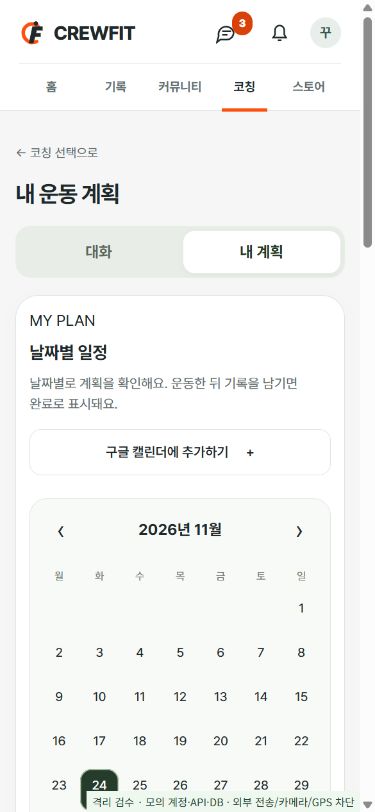 CREWFIT
3
꾸
홈 기록 커뮤니티 코칭 스토어
← 코칭 선택으로
내 운동 계획
대화 내 계획
MY PLAN
날짜별 일정
날짜별로 계획을 확인해요. 운동한 뒤 기록을 남기면
완료로 표시돼요.
구글 캘린더에 추가하기 +
‹ 2026년 11월 ›
월 화 수 목 금 토 일
1
2 3 4 5 6 7 8
9 10 11 12 13 14 15
16 17 18 19 20 21 22
23 24 25 26 27 28 29
격리 검수 · 모의 계정·API·DB · 외부 전송/카메라/GPS 차단